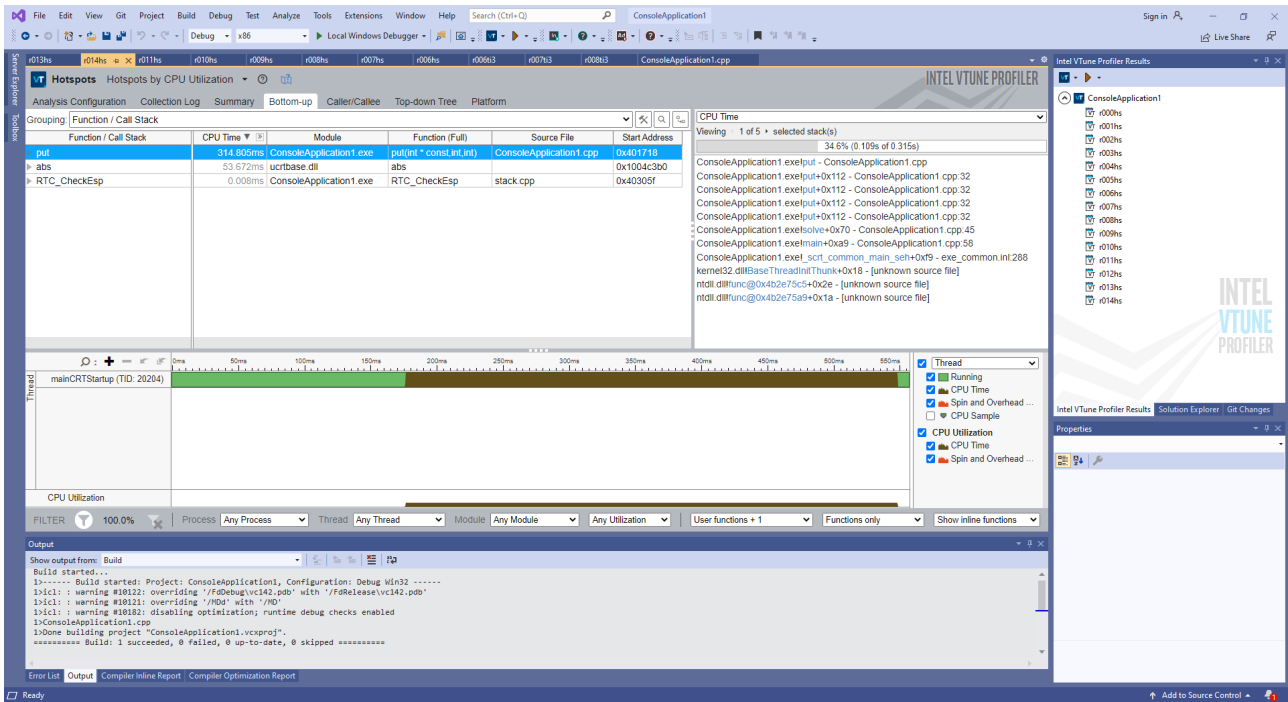 File Edit View Git Project Build Debug Test Analyze Tools Extensions Window Help Search (Ctrl+Q) ConsoleApplication1 Sign in
Debug x86 Local Windows Debugger Live Share
Server Explorer
Toolbox
r013hs r014hs r011hs r010hs r009hs r008hs r007hs r006hs r006ti3 r007ti3 r008ti3 ConsoleApplication1.cpp
Hotspots Hotspots by CPU Utilization INTEL VTUNE PROFILER
Analysis Configuration Collection Log Summary Bottom-up Caller/Callee Top-down Tree Platform
Grouping: Function / Call Stack
Function / Call Stack CPU Time Module Function (Full) Source File Start Address
put 314.805ms ConsoleApplication1.exe put(int * const,int,int) ConsoleApplication1.cpp 0x401718
abs 53.672ms ucrtbase.dll abs 0x1004c3b0
RTC_CheckEsp 0.008ms ConsoleApplication1.exe RTC_CheckEsp stack.cpp 0x40305f
CPU Time
Viewing 1 of 5 selected stack(s)
34.6% (0.109s of 0.315s)
ConsoleApplication1.exe!put - ConsoleApplication1.cpp
ConsoleApplication1.exe!put+0x112 - ConsoleApplication1.cpp:32
ConsoleApplication1.exe!put+0x112 - ConsoleApplication1.cpp:32
ConsoleApplication1.exe!put+0x112 - ConsoleApplication1.cpp:32
ConsoleApplication1.exe!put+0x112 - ConsoleApplication1.cpp:32
ConsoleApplication1.exe!solve+0x70 - ConsoleApplication1.cpp:45
ConsoleApplication1.exe!main+0xa9 - ConsoleApplication1.cpp:58
ConsoleApplication1.exe!_scrt_common_main_seh+0xf9 - exe_common.inl:288
kernel32.dll!BaseThreadInitThunk+0x18 - [unknown source file]
ntdll.dll!func@0x4b2e75c5+0x2e - [unknown source file]
ntdll.dll!func@0x4b2e75a9+0x1a - [unknown source file]
0ms 50ms 100ms 150ms 200ms 250ms 300ms 350ms 400ms 450ms 500ms 550ms
Thread
mainCRTStartup (TID: 20204)
CPU Utilization
Thread
Running
CPU Time
Spin and Overhead ...
CPU Sample
CPU Utilization
CPU Time
Spin and Overhead ...
FILTER 100.0% Process Any Process Thread Any Thread Module Any Module Any Utilization User functions + 1 Functions only Show inline functions
Output
Show output from: Build
Build started...
1>------ Build started: Project: ConsoleApplication1, Configuration: Debug Win32 ------
1>icl: : warning #10122: overriding '/FdDebug\vc142.pdb' with '/FdRelease\vc142.pdb'
1>icl: : warning #10121: overriding '/MDd' with '/MD'
1>icl: : warning #10182: disabling optimization; runtime debug checks enabled
1>ConsoleApplication1.cpp
1>Done building project "ConsoleApplication1.vcxproj".
========== Build: 1 succeeded, 0 failed, 0 up-to-date, 0 skipped ==========
Error List Output Compiler Inline Report Compiler Optimization Report
Intel VTune Profiler Results
ConsoleApplication1
r000hs
r001hs
r002hs
r003hs
r004hs
r005hs
r006hs
r007hs
r008hs
r009hs
r010hs
r011hs
r012hs
r013hs
r014hs
INTEL
VTUNE
PROFILER
Intel VTune Profiler Results Solution Explorer Git Changes
Properties
Ready Add to Source Control 1